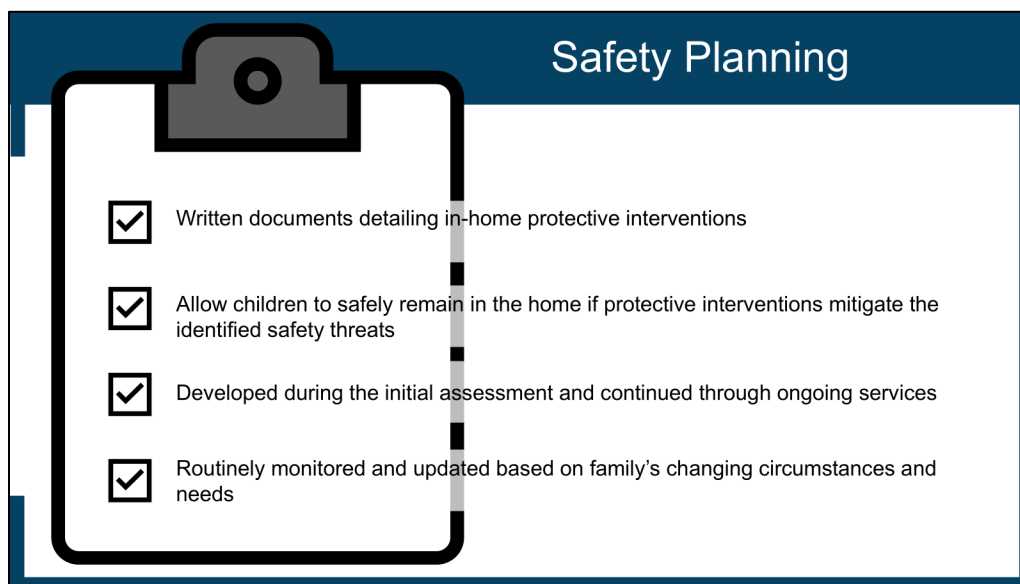 Safety Planning
Written documents detailing in-home protective interventions
Allow children to safely remain in the home if protective interventions mitigate the
identified safety threats
Developed during the initial assessment and continued through ongoing services
Routinely monitored and updated based on family’s changing circumstances and
needs